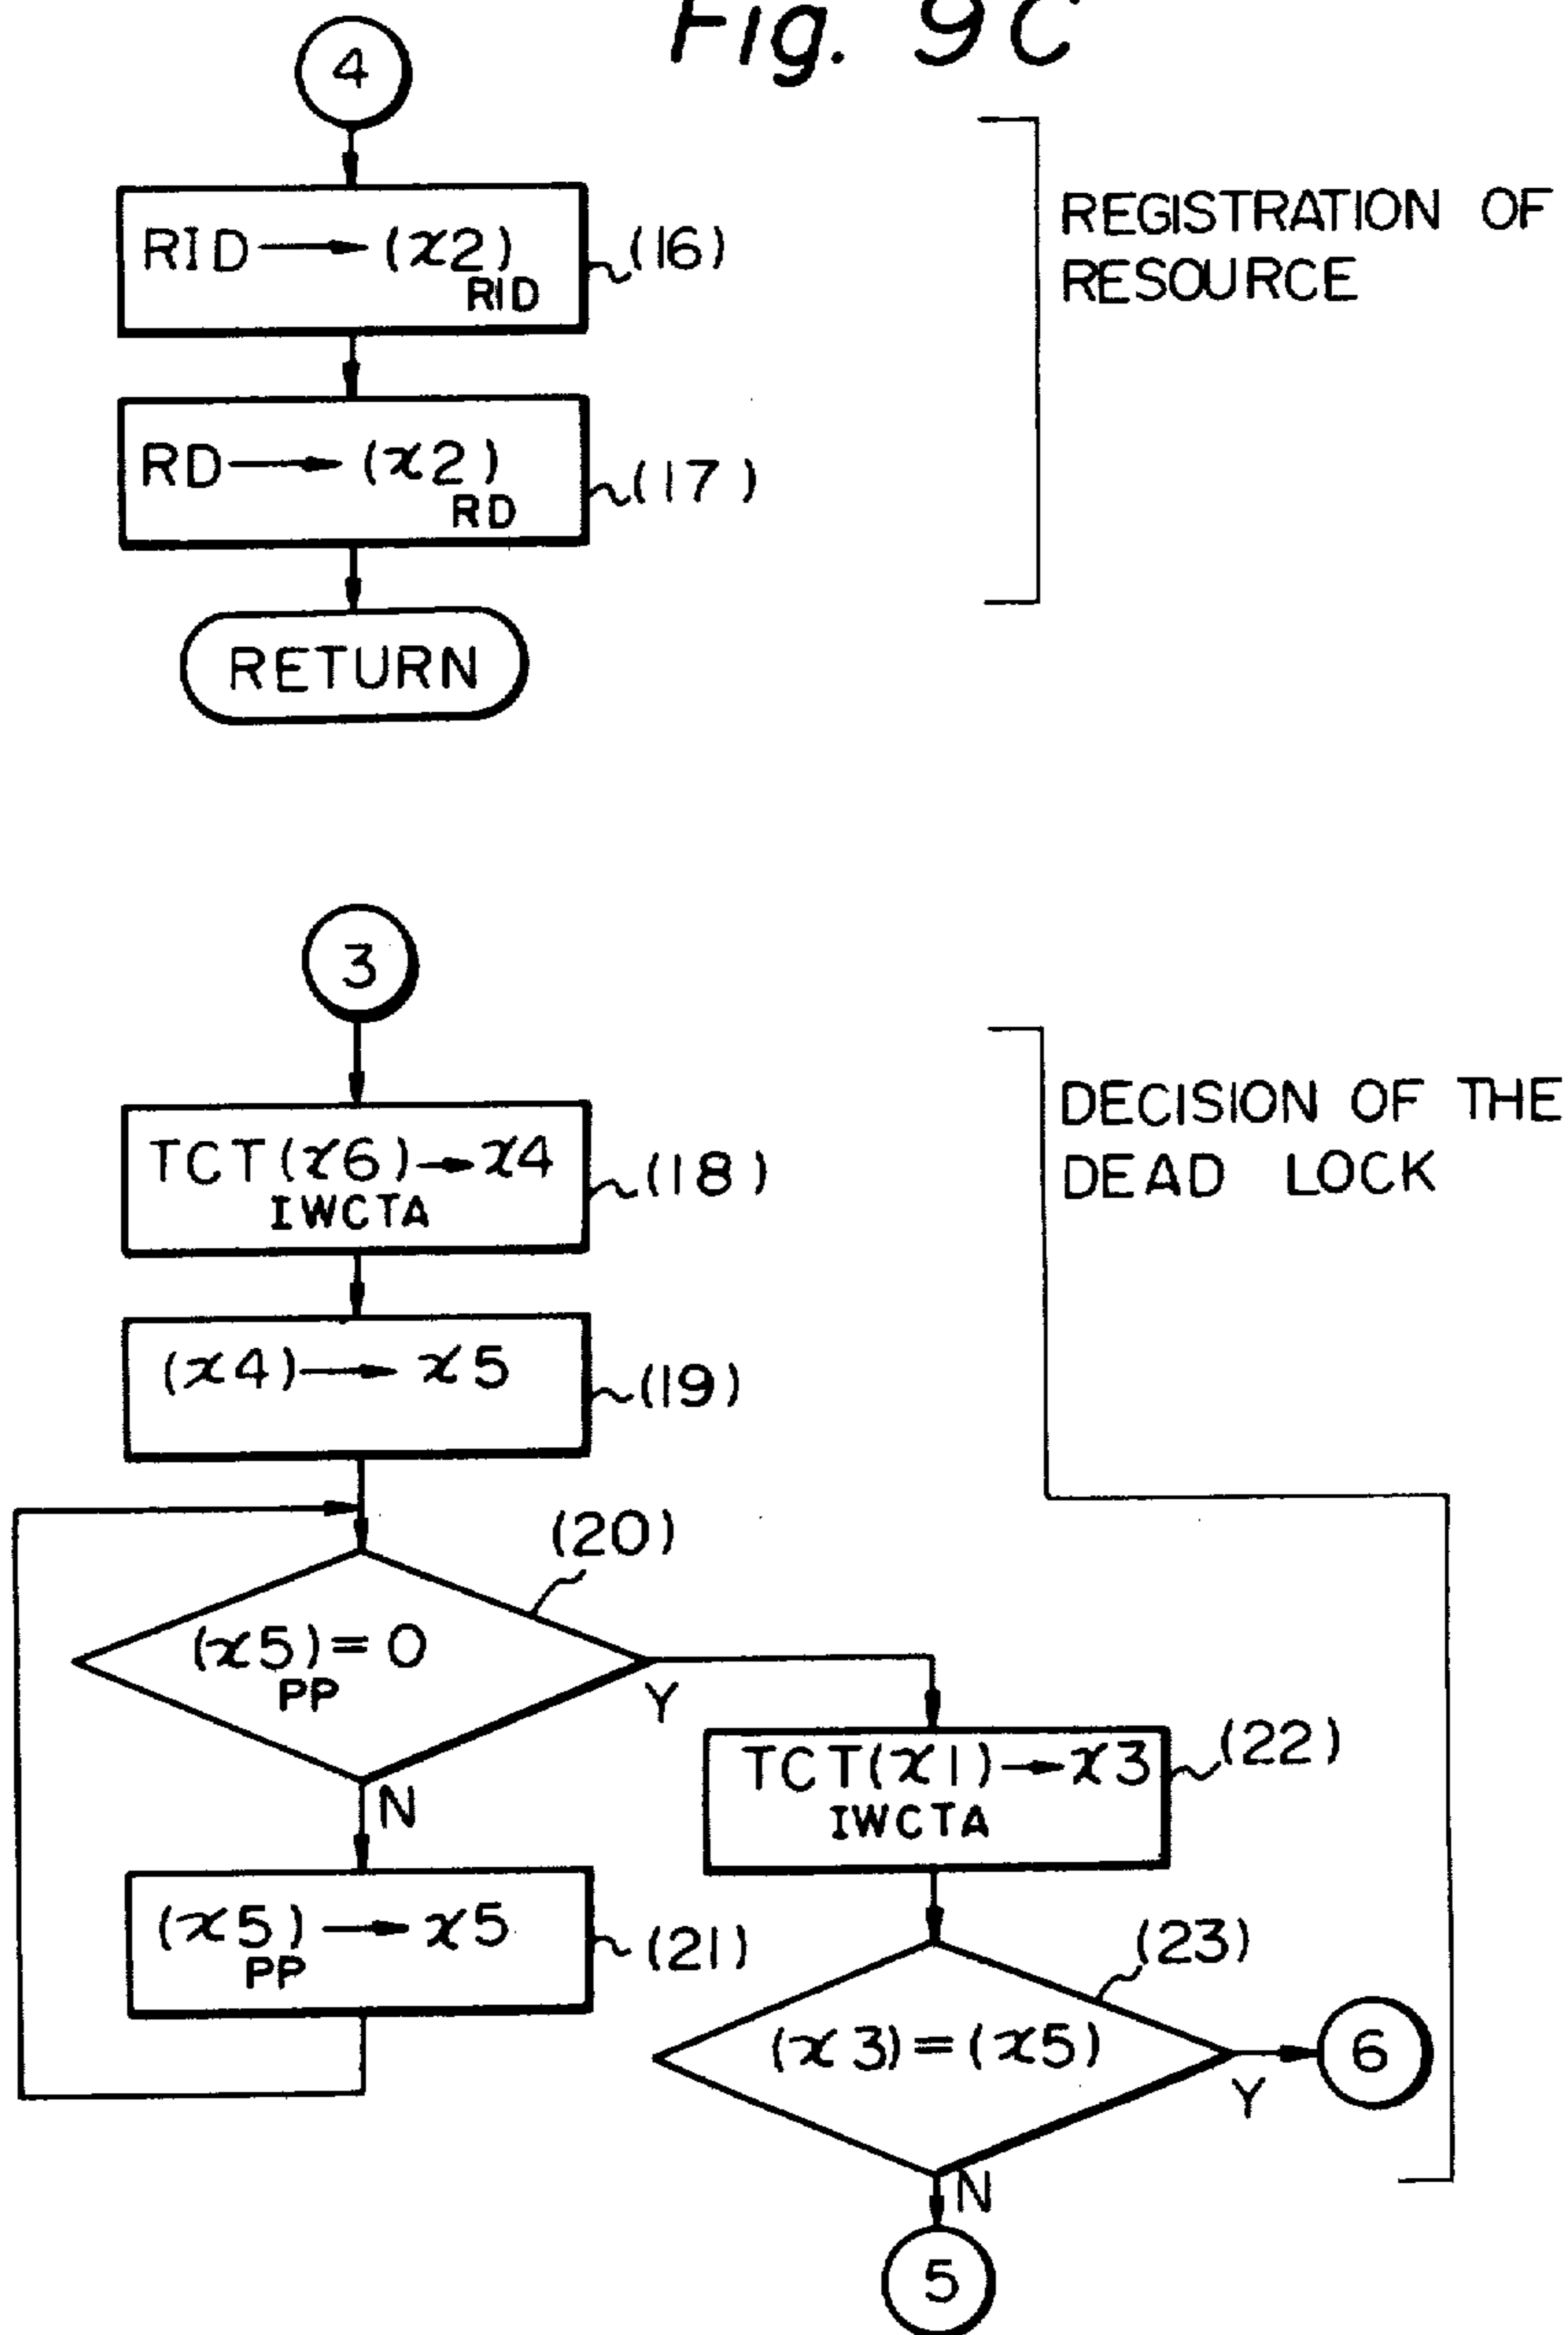 Fig. 9C
4
RID → (x2)
RID
(16)
REGISTRATION OF
RESOURCE
RD → (x2)
RD
(17)
RETURN
3
DECISION OF THE
DEAD LOCK
TCT(x6) → x4
IWCTA
(18)
(x4) → x5
(19)
(20)
(x5) = 0
PP
Y
N
TCT(x1) → x3
IWCTA
(22)
(x5) → x5
PP
(21)
(23)
(x3) = (x5)
Y
6
N
5